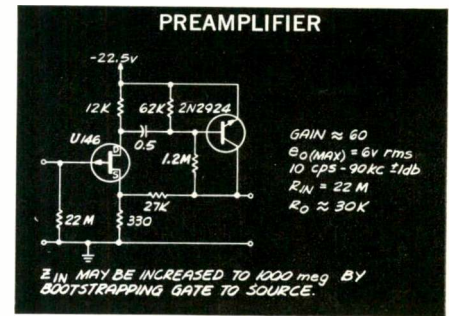 PREAMPLIFIER
-22.5V
12K
62K
2N2924
U146
D
S
0.5
1.2M
27K
22M
330
GAIN ≈ 60
eo(MAX) = 6v rms
10 cps - 90kc ±1db
RIN = 22 M
RO ≈ 30K
ZIN MAY BE INCREASED TO 1000 meg BY
BOOTSTRAPPING GATE TO SOURCE.